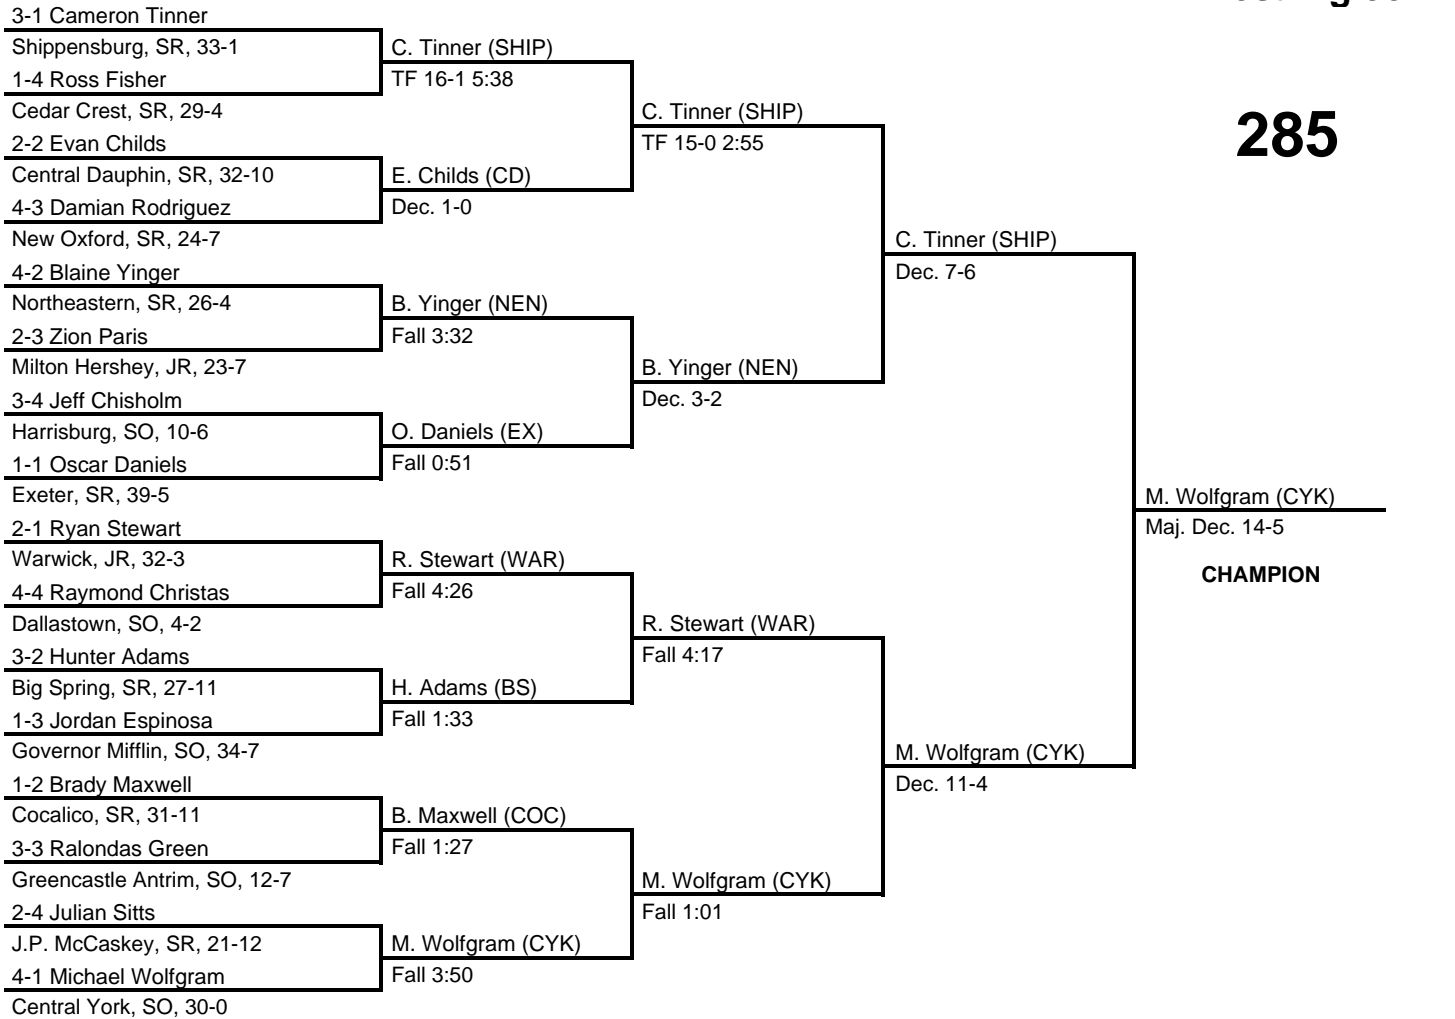 3-1 Cameron Tinner
Shippensburg, SR, 33-1
1-4 Ross Fisher
Cedar Crest, SR, 29-4
2-2 Evan Childs
Central Dauphin, SR, 32-10
4-3 Damian Rodriguez
New Oxford, SR, 24-7
4-2 Blaine Yinger
Northeastern, SR, 26-4
2-3 Zion Paris
Milton Hershey, JR, 23-7
3-4 Jeff Chisholm
Harrisburg, SO, 10-6
1-1 Oscar Daniels
Exeter, SR, 39-5
2-1 Ryan Stewart
Warwick, JR, 32-3
4-4 Raymond Christas
Dallastown, SO, 4-2
3-2 Hunter Adams
Big Spring, SR, 27-11
1-3 Jordan Espinosa
Governor Mifflin, SO, 34-7
1-2 Brady Maxwell
Cocalico, SR, 31-11
3-3 Ralondas Green
Greencastle Antrim, SO, 12-7
2-4 Julian Sitts
J.P. McCaskey, SR, 21-12
4-1 Michael Wolfgram
Central York, SO, 30-0
C. Tinner (SHIP)
TF 16-1 5:38
E. Childs (CD)
Dec. 1-0
B. Yinger (NEN)
Fall 3:32
O. Daniels (EX)
Fall 0:51
R. Stewart (WAR)
Fall 4:26
H. Adams (BS)
Fall 1:33
B. Maxwell (COC)
Fall 1:27
M. Wolfgram (CYK)
Fall 3:50
C. Tinner (SHIP)
TF 15-0 2:55
B. Yinger (NEN)
Dec. 3-2
R. Stewart (WAR)
Fall 4:17
M. Wolfgram (CYK)
Fall 1:01
C. Tinner (SHIP)
Dec. 7-6
M. Wolfgram (CYK)
Dec. 11-4
285
M. Wolfgram (CYK)
Maj. Dec. 14-5
CHAMPION